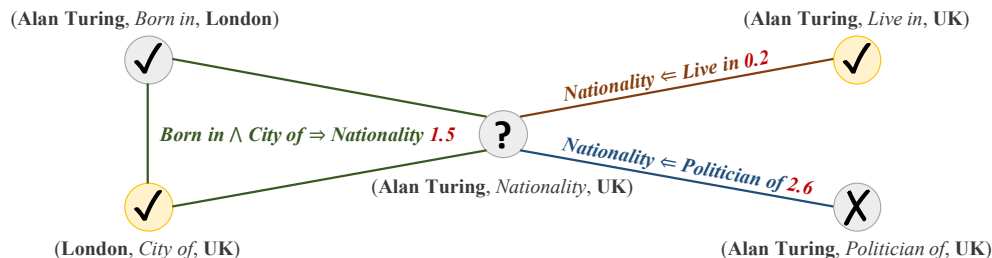 (Alan Turing, Born in, London)
(Alan Turing, Live in, UK)
Nationality ⇐ Live in 0.2
Born in ∧ City of ⇒ Nationality 1.5
?
Nationality ⇐ Politician of 2.6
(Alan Turing, Nationality, UK)
(London, City of, UK)
(Alan Turing, Politician of, UK)